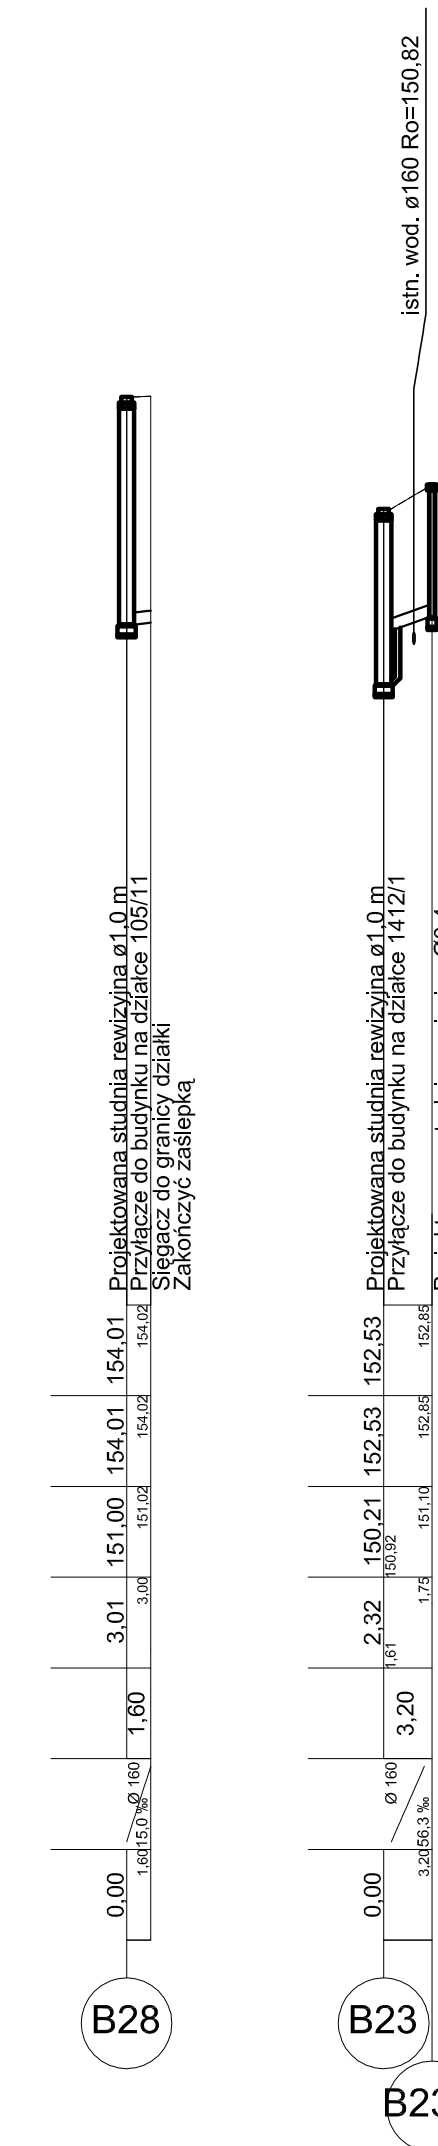 istn. wod. ø160 Ro=150,82
Projektowana studnia rewizyjna ø1,0 m
Przyłącze do budynku na działce 105/11
Sięgacz do granicy działki
Zakończyć zaślepką
154,01
154,02
154,01
154,02
151,00
151,02
3,01
3,00
1,60
Ø 160
1,60 15,0 ‰
0,00
B28
Projektowana studnia rewizyjna ø1,0 m
Przyłącze do budynku na działce 1412/1
152,53
152,85
152,53
152,85
150,21
150,92
151,10
2,32
1,61
1,75
3,20
Ø 160
3,20 56,3 ‰
0,00
B23